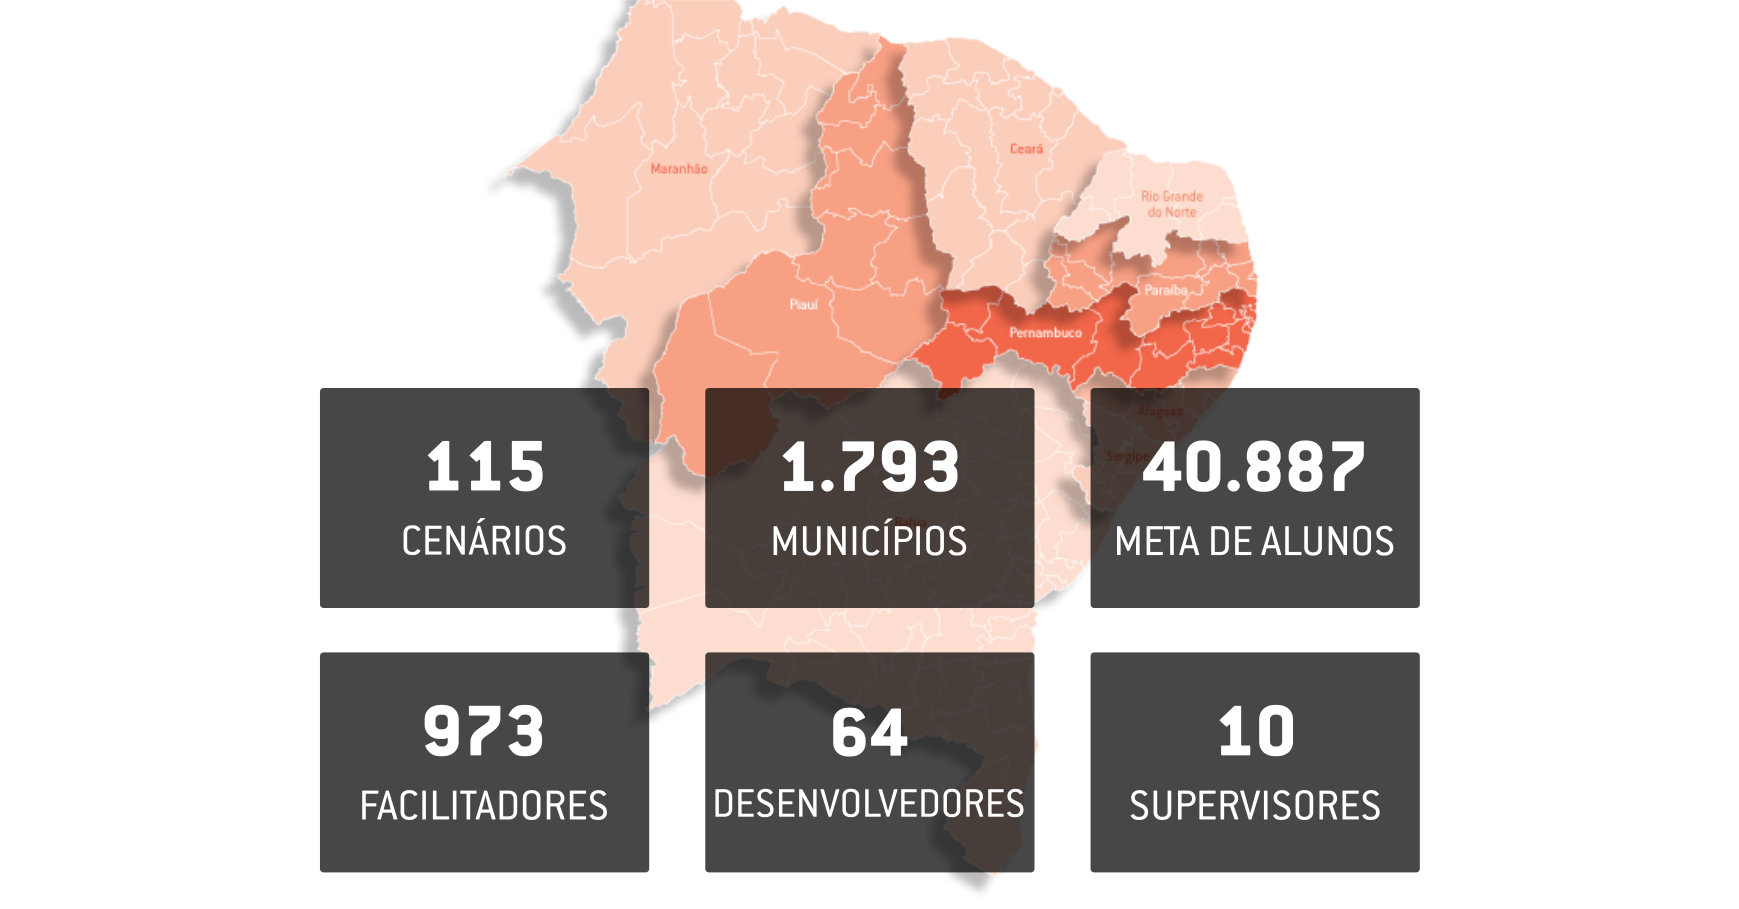 Maranhão
Ceará
Rio Grande
do Norte
Piauí
Paraíba
Pernambuco
Alagoas
Sergipe
Bahia
115
CENÁRIOS
1.793
MUNICÍPIOS
40.887
META DE ALUNOS
973
FACILITADORES
64
DESENVOLVEDORES
10
SUPERVISORES